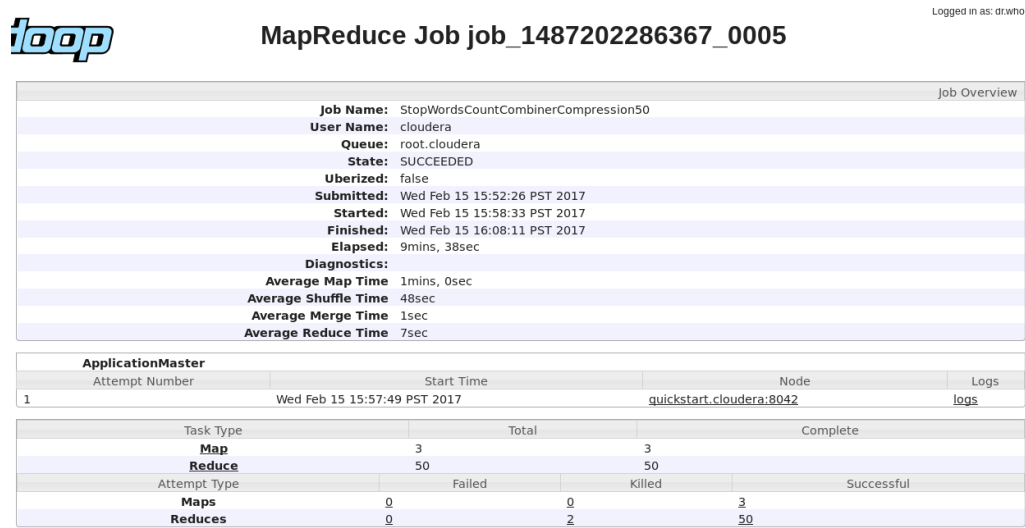 Logged in as: dr.who
doop
MapReduce Job job_1487202286367_0005
Job Overview
Job Name: StopWordsCountCombinerCompression50
User Name: cloudera
Queue: root.cloudera
State: SUCCEEDED
Uberized: false
Submitted: Wed Feb 15 15:52:26 PST 2017
Started: Wed Feb 15 15:58:33 PST 2017
Finished: Wed Feb 15 16:08:11 PST 2017
Elapsed: 9mins, 38sec
Diagnostics:
Average Map Time 1mins, 0sec
Average Shuffle Time 48sec
Average Merge Time 1sec
Average Reduce Time 7sec
ApplicationMaster
Attempt Number Start Time Node Logs
1 Wed Feb 15 15:57:49 PST 2017 quickstart.cloudera:8042 logs
Task Type Total Complete
Map 3 3
Reduce 50 50
Attempt Type Failed Killed Successful
Maps 0 0 3
Reduces 0 2 50